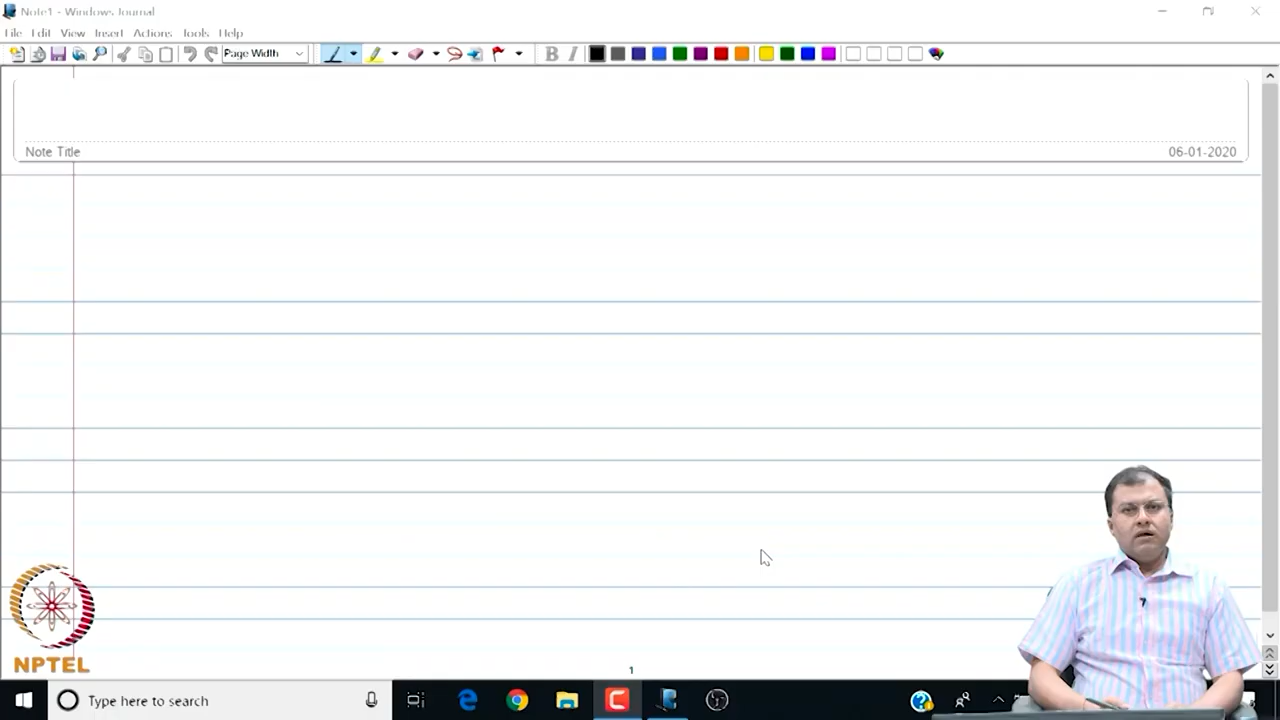 Note1 - Windows Journal
File Edit View Insert Actions Tools Help
Page Width B I
Note Title 06-01-2020
1
NPTEL
Type here to search